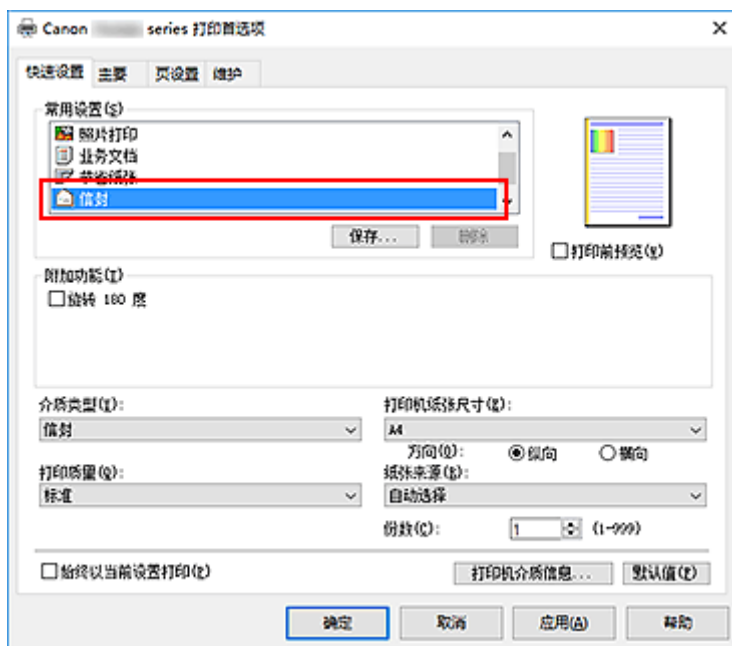 Canon series 打印首选项
快速设置 主要 页设置 维护
常用设置(S)
照片打印
业务文档
节省纸张
信封
保存... 删除
打印前预览(W)
附加功能(I)
旋转 180 度
介质类型(Y): 打印机纸张尺寸(Z):
信封 A4
方向(O): 纵向 横向
打印质量(Q): 纸张来源(B):
标准 自动选择
份数(C): 1 (1-999)
始终以当前设置打印(R)
打印机介质信息... 默认值(F)
确定 取消 应用(A) 帮助